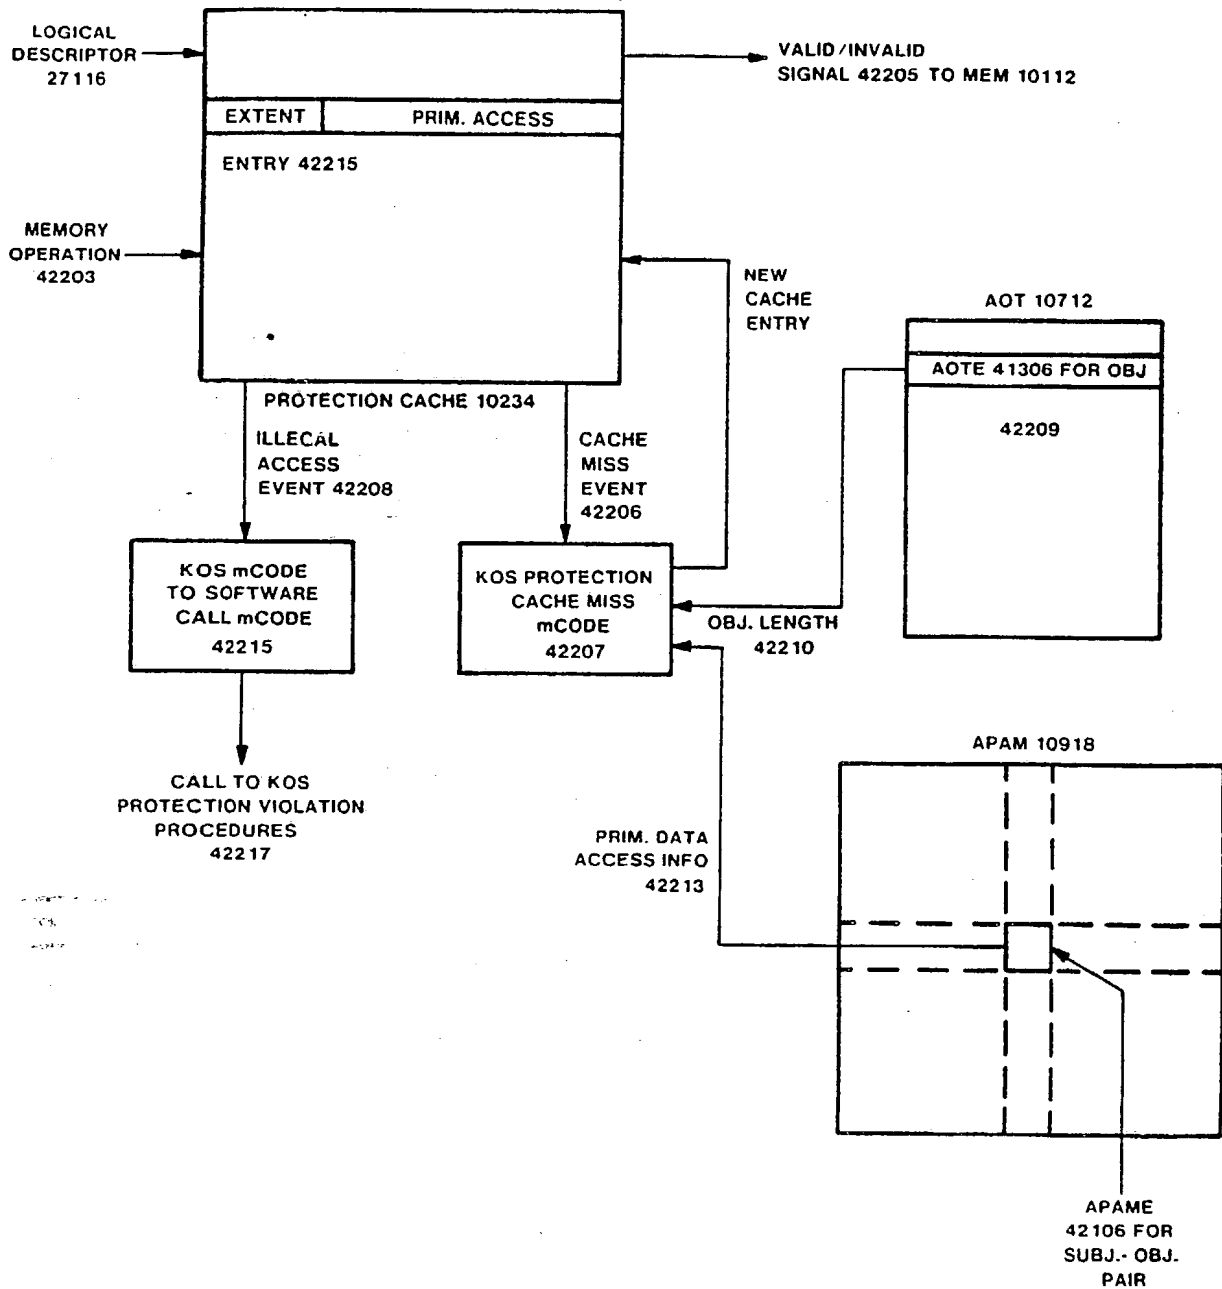 LOGICAL
DESCRIPTOR
27116
VALID/INVALID
SIGNAL 42205 TO MEM 10112
EXTENT
PRIM. ACCESS
ENTRY 42215
MEMORY
OPERATION
42203
NEW
CACHE
ENTRY
AOT 10712
AOTE 41306 FOR OBJ
42209
PROTECTION CACHE 10234
ILLEGAL
ACCESS
EVENT 42208
CACHE
MISS
EVENT
42206
KOS mCODE
TO SOFTWARE
CALL mCODE
42215
KOS PROTECTION
CACHE MISS
mCODE
42207
OBJ. LENGTH
42210
CALL TO KOS
PROTECTION VIOLATION
PROCEDURES
42217
APAM 10918
PRIM. DATA
ACCESS INFO
42213
APAME
42106 FOR
SUBJ.- OBJ.
PAIR